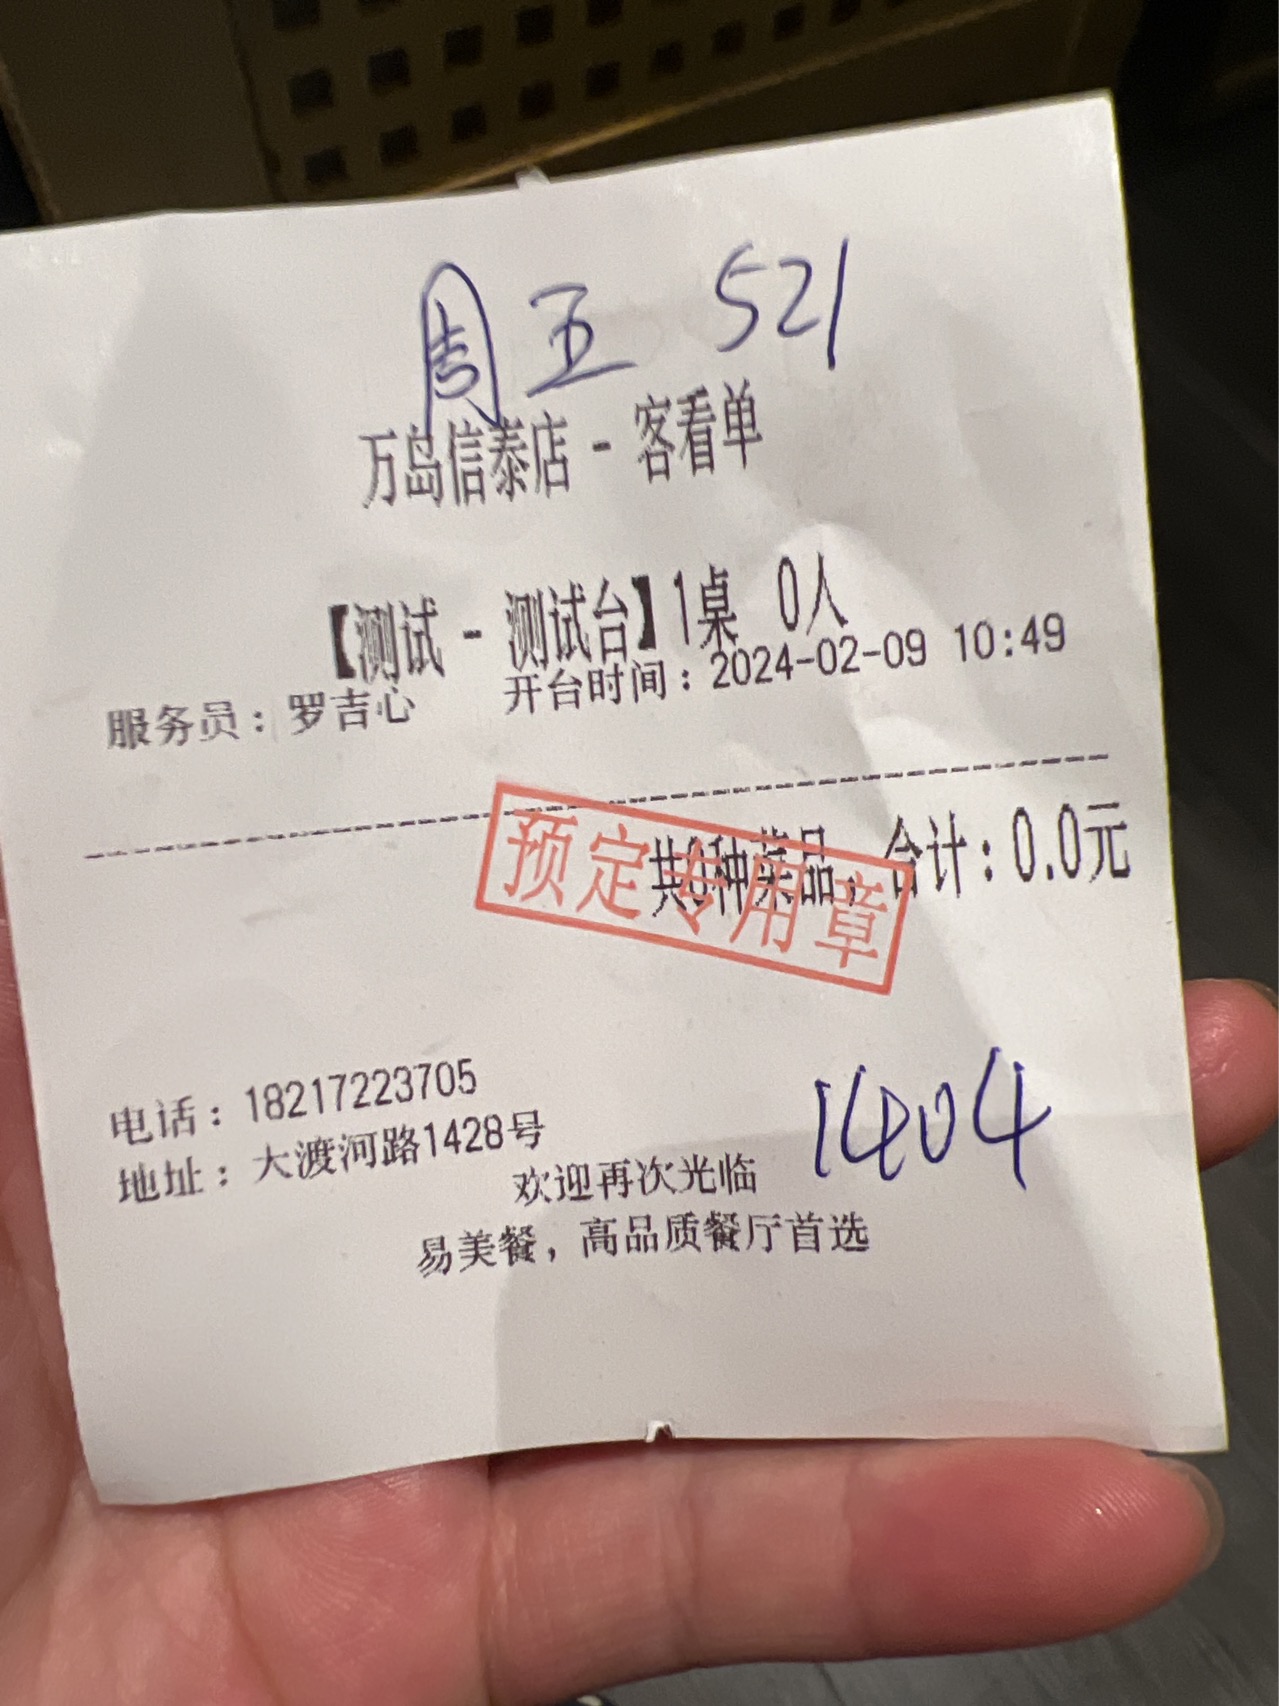 周五 521
万岛信泰店 - 客看单
【测试 - 测试台】1桌 0人
服务员：罗吉心 开台时间：2024-02-09 10:49
共0种菜品，合计：0.0元
预定专用章
电话：18217223705
地址：大渡河路1428号
1404
欢迎再次光临
易美餐，高品质餐厅首选